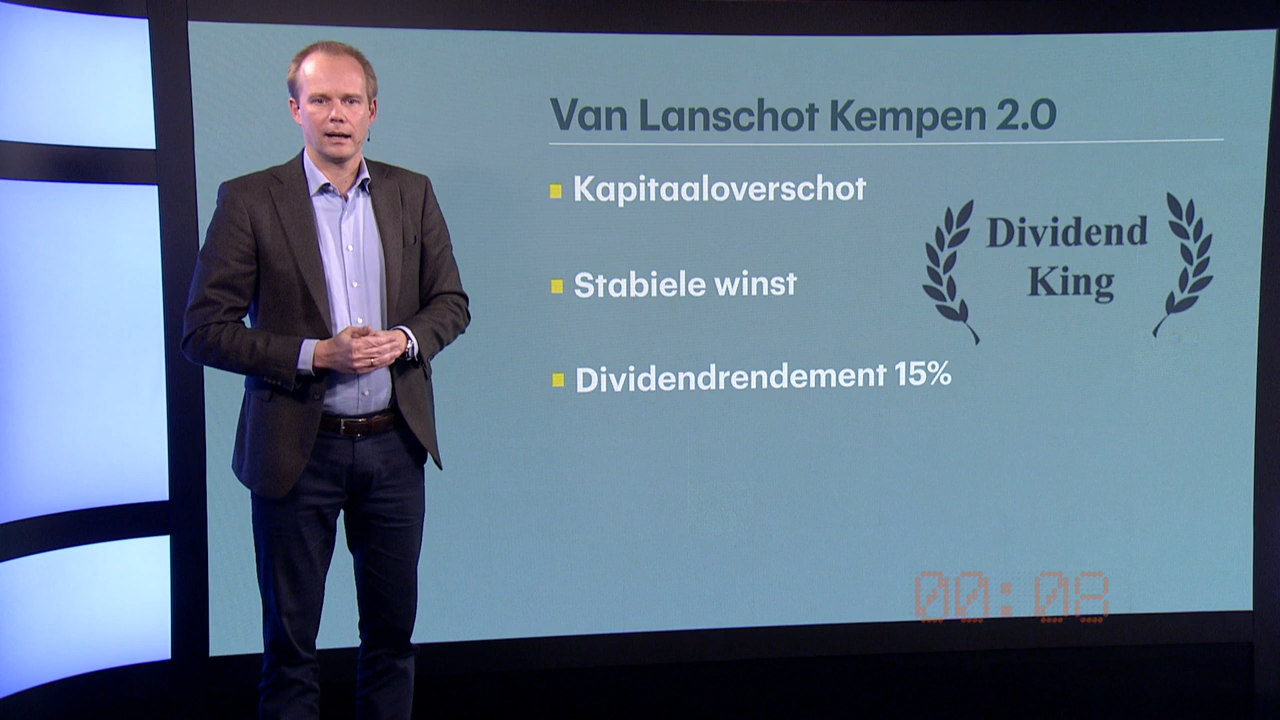 Van Lanschot Kempen 2.0
Kapitaaloverschot
Dividend
King
Stabiele winst
Dividendrendement 15%
00:08